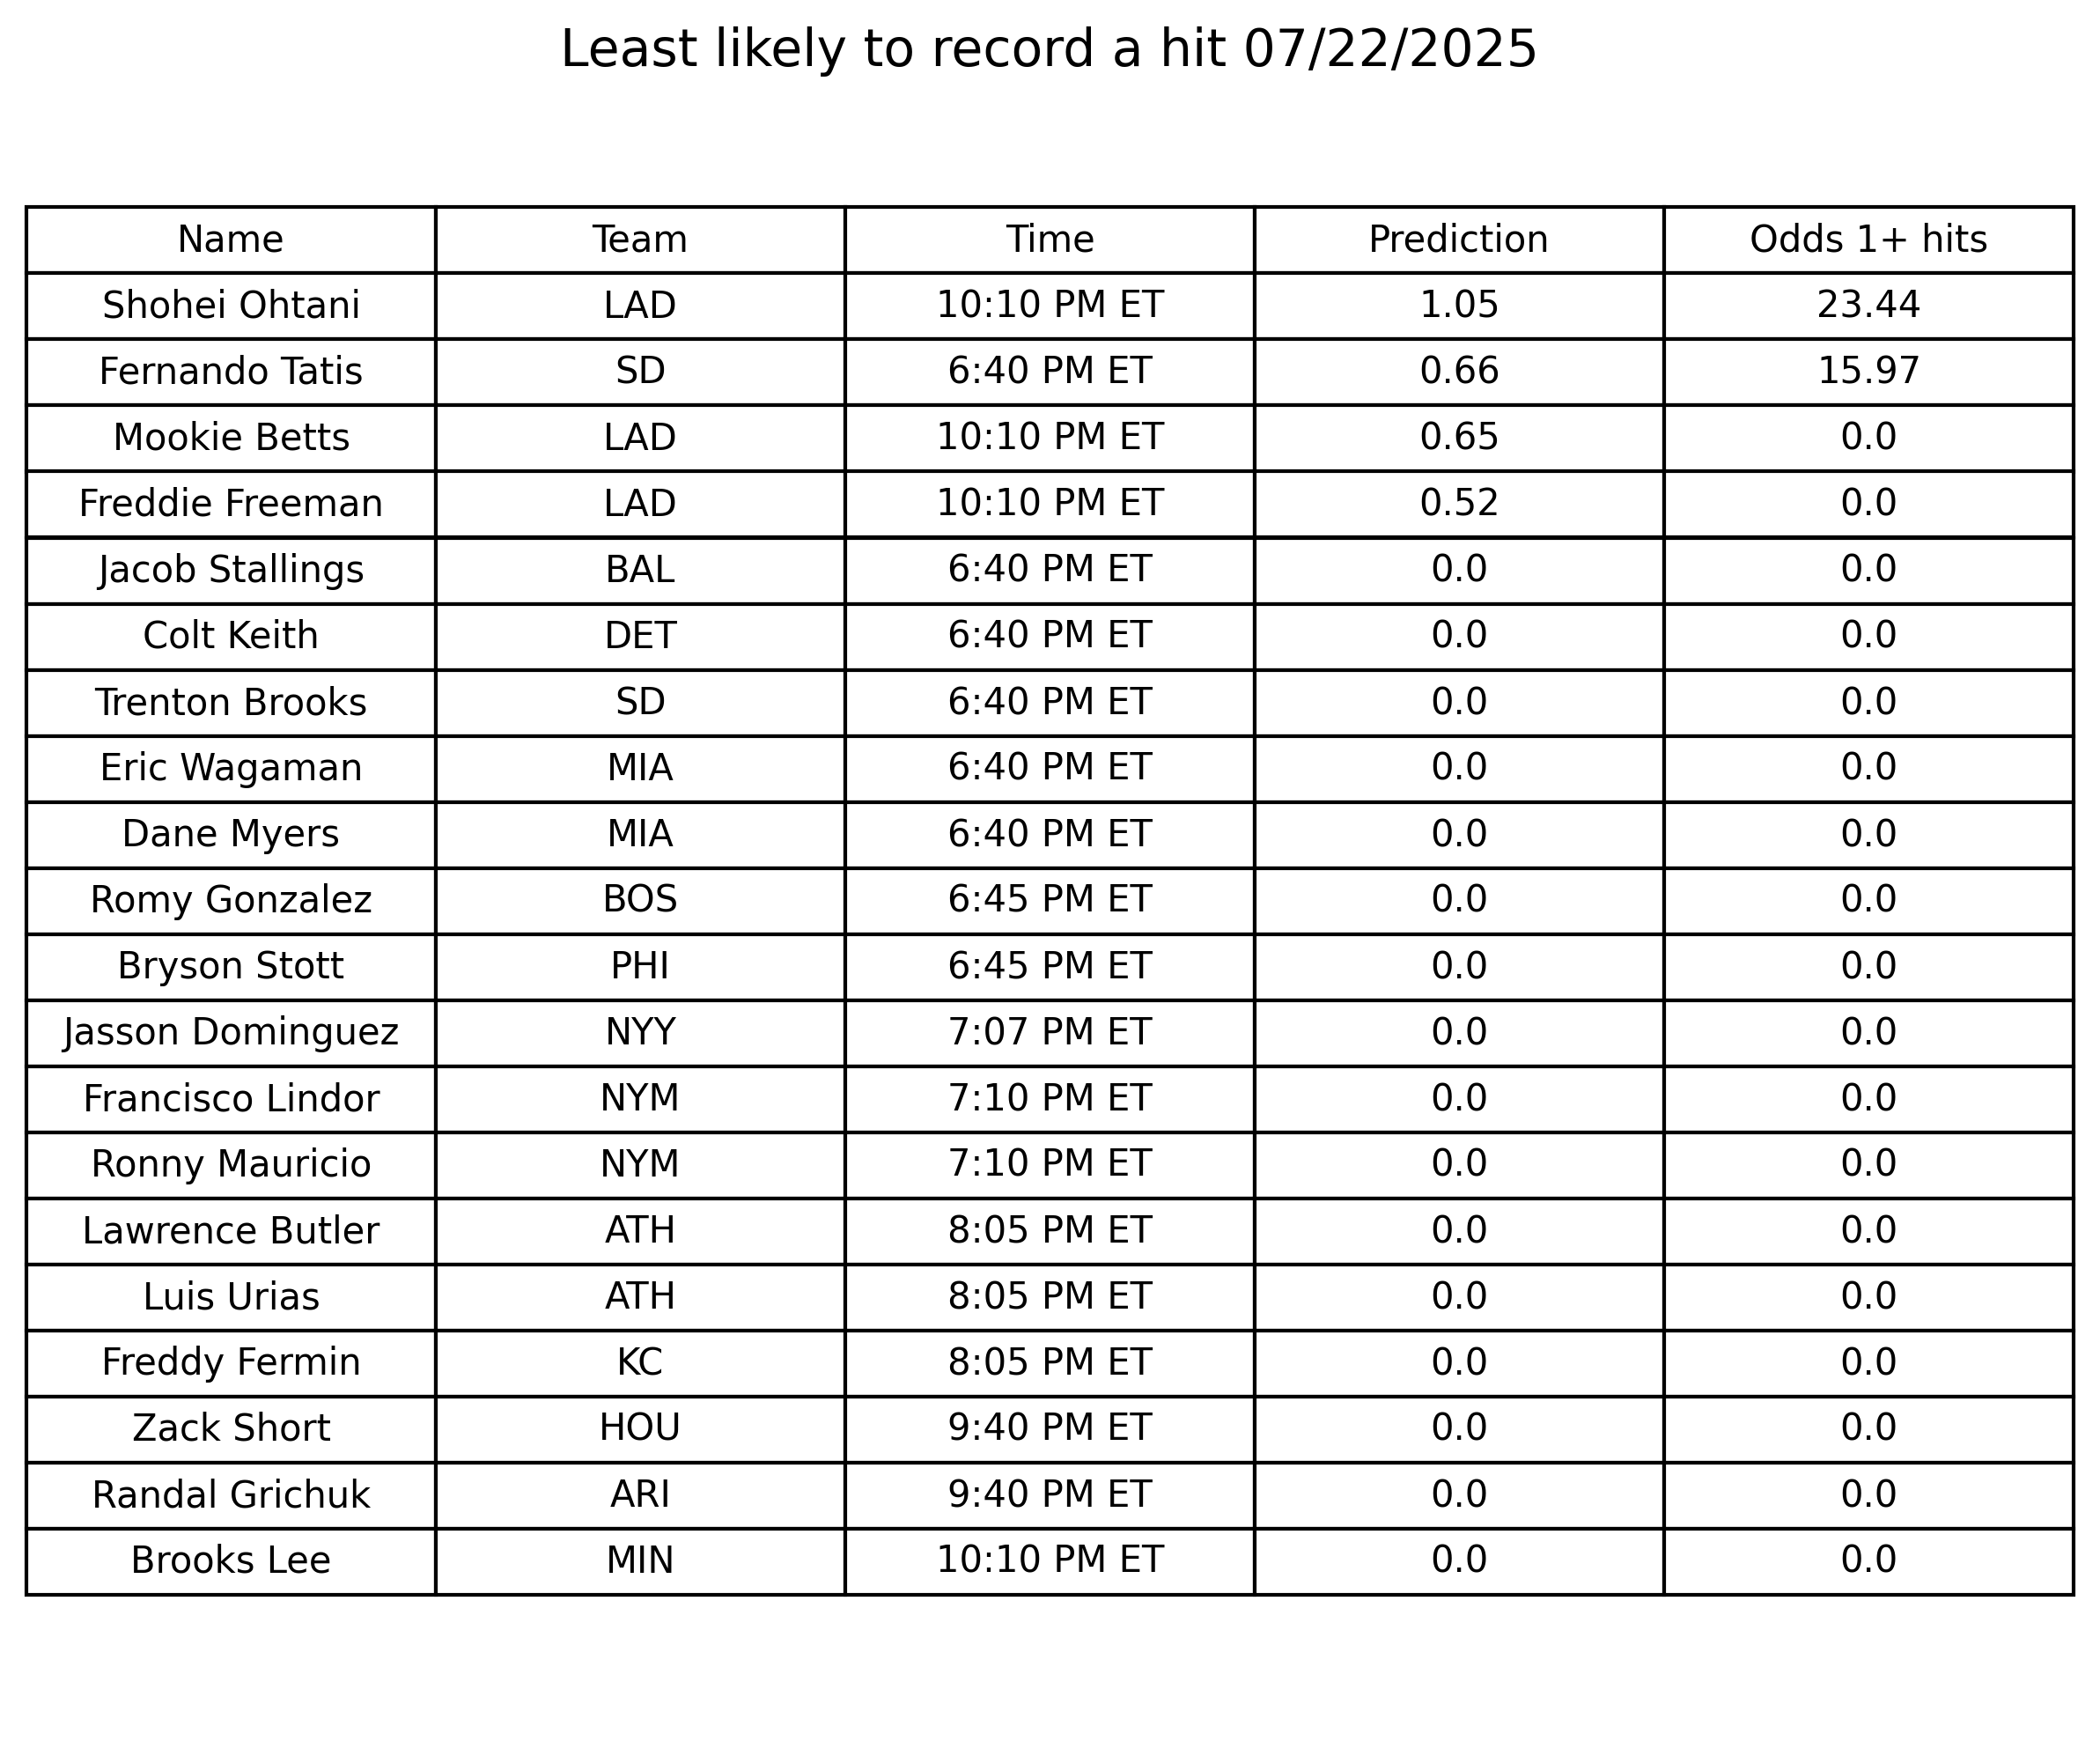 Least likely to record a hit 07/22/2025
Name Team Time Prediction Odds 1+ hits
Shohei Ohtani LAD 10:10 PM ET 1.05 23.44
Fernando Tatis SD 6:40 PM ET 0.66 15.97
Mookie Betts LAD 10:10 PM ET 0.65 0.0
Freddie Freeman LAD 10:10 PM ET 0.52 0.0
Jacob Stallings BAL 6:40 PM ET 0.0 0.0
Colt Keith DET 6:40 PM ET 0.0 0.0
Trenton Brooks SD 6:40 PM ET 0.0 0.0
Eric Wagaman MIA 6:40 PM ET 0.0 0.0
Dane Myers MIA 6:40 PM ET 0.0 0.0
Romy Gonzalez BOS 6:45 PM ET 0.0 0.0
Bryson Stott PHI 6:45 PM ET 0.0 0.0
Jasson Dominguez NYY 7:07 PM ET 0.0 0.0
Francisco Lindor NYM 7:10 PM ET 0.0 0.0
Ronny Mauricio NYM 7:10 PM ET 0.0 0.0
Lawrence Butler ATH 8:05 PM ET 0.0 0.0
Luis Urias ATH 8:05 PM ET 0.0 0.0
Freddy Fermin KC 8:05 PM ET 0.0 0.0
Zack Short HOU 9:40 PM ET 0.0 0.0
Randal Grichuk ARI 9:40 PM ET 0.0 0.0
Brooks Lee MIN 10:10 PM ET 0.0 0.0